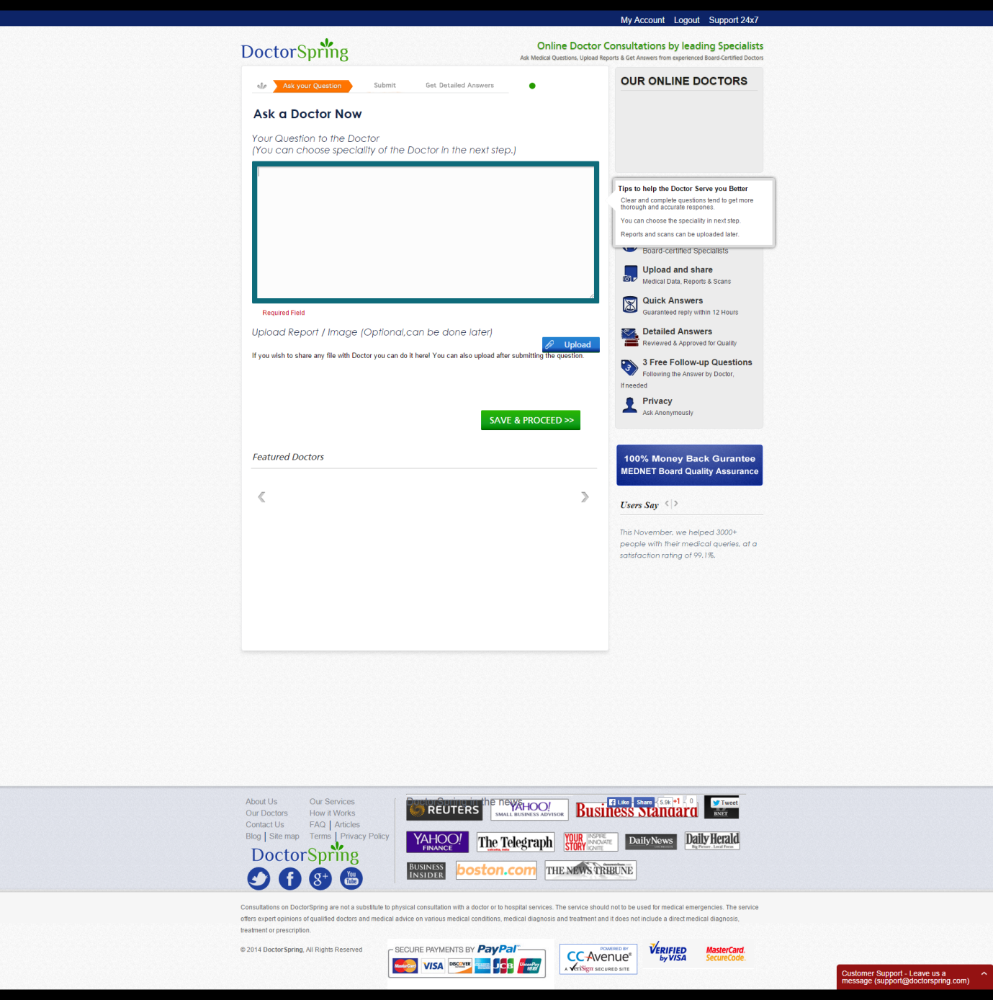 My Account Logout Support 24x7
DoctorSpring
Online Doctor Consultations by leading Specialists
Ask Medical Questions, Upload Reports & Get Answers from experienced Board-Certified Doctors
Ask your Question Submit Get Detailed Answers
Ask a Doctor Now
Your Question to the Doctor
(You can choose speciality of the Doctor in the next step.)
Required Field
Upload Report / Image (Optional,can be done later)
Upload
If you wish to share any file with Doctor you can do it here! You can also upload after submitting the question.
SAVE & PROCEED >>
Featured Doctors
OUR ONLINE DOCTORS
Tips to help the Doctor Serve you Better
Clear and complete questions tend to get more
thorough and accurate respones.
You can choose the speciality in next step.
Reports and scans can be uploaded later.
Board-certified Specialists
Upload and share
Medical Data, Reports & Scans
Quick Answers
Guaranteed reply within 12 Hours
Detailed Answers
Reviewed & Approved for Quality
3
3 Free Follow-up Questions
Following the Answer by Doctor,
If needed
Privacy
Ask Anonymously
100% Money Back Gurantee
MEDNET Board Quality Assurance
Users Say
This November, we helped 3000+
people with their medical queries, at a
satisfaction rating of 99.1%.
About Us Our Services
Our Doctors How it Works
Contact Us FAQ Articles
Blog Site map Terms Privacy Policy
DoctorSpring
g+ You Tube
DoctorSpring in the news
Like Share 5.9k +1 0 Tweet
REUTERS YAHOO! SMALL BUSINESS ADVISOR Business Standard BNET
YAHOO! FINANCE The Telegraph calcutta, india YOUR STORY INSPIRE INNOVATE IGNITE DailyNews Daily Herald Big Picture . Local Focus
BUSINESS INSIDER boston.com THE NEWS TRIBUNE
Consultations on DoctorSpring are not a substitute to physical consultation with a doctor or to hospital services. The service should not to be used for medical emergencies. The service
offers expert opinions of qualified doctors and medical advice on various medical conditions, medical diagnosis and treatment and it does not include a direct medical diagnosis,
treatment or prescription.
© 2014 DoctorSpring, All Rights Reserved
SECURE PAYMENTS BY PayPal
MasterCard VISA DISCOVER JCB UnionPay
POWERED BY
CCAvenue®
A VeriSign SECURED SITE
VERIFIED
by VISA
MasterCard.
SecureCode.
Customer Support - Leave us a
message (support@doctorspring.com)